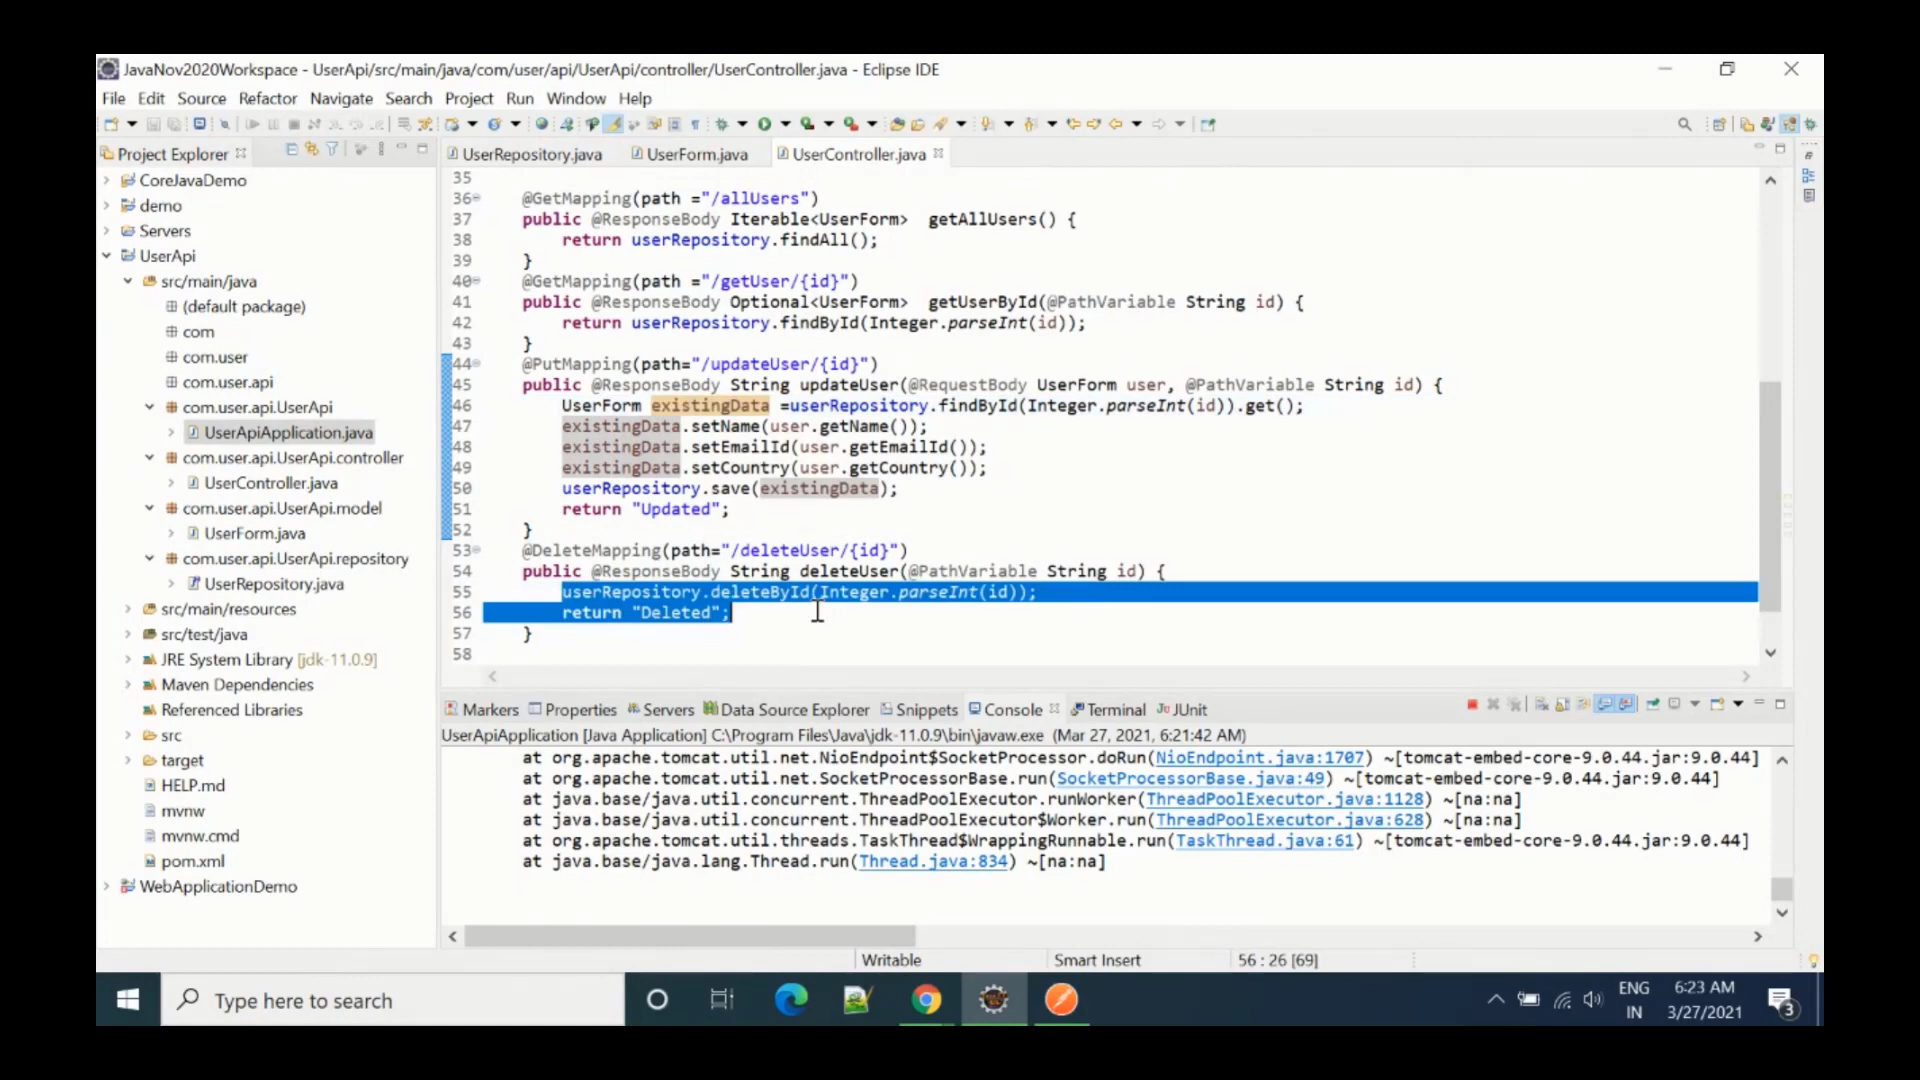 JavaNov2020Workspace - UserApi/src/main/java/com/user/api/UserApi/controller/UserController.java - Eclipse IDE
File Edit Source Refactor Navigate Search Project Run Window Help
Project Explorer
CoreJavaDemo
demo
Servers
UserApi
src/main/java
(default package)
com
com.user
com.user.api
com.user.api.UserApi
UserApiApplication.java
com.user.api.UserApi.controller
UserController.java
com.user.api.UserApi.model
UserForm.java
com.user.api.UserApi.repository
UserRepository.java
src/main/resources
src/test/java
JRE System Library [jdk-11.0.9]
Maven Dependencies
Referenced Libraries
src
target
HELP.md
mvnw
mvnw.cmd
pom.xml
WebApplicationDemo
UserRepository.java UserForm.java UserController.java
35
36 @GetMapping(path ="/allUsers")
37 public @ResponseBody Iterable<UserForm> getAllUsers() {
38 return userRepository.findAll();
39 }
40 @GetMapping(path ="/getUser/{id}")
41 public @ResponseBody Optional<UserForm> getUserById(@PathVariable String id) {
42 return userRepository.findById(Integer.parseInt(id));
43 }
44 @PutMapping(path="/updateUser/{id}")
45 public @ResponseBody String updateUser(@RequestBody UserForm user, @PathVariable String id) {
46 UserForm existingData =userRepository.findById(Integer.parseInt(id)).get();
47 existingData.setName(user.getName());
48 existingData.setEmailId(user.getEmailId());
49 existingData.setCountry(user.getCountry());
50 userRepository.save(existingData);
51 return "Updated";
52 }
53 @DeleteMapping(path="/deleteUser/{id}")
54 public @ResponseBody String deleteUser(@PathVariable String id) {
55 userRepository.deleteById(Integer.parseInt(id));
56 return "Deleted";
57 }
58
Markers Properties Servers Data Source Explorer Snippets Console Terminal JUnit
UserApiApplication [Java Application] C:\Program Files\Java\jdk-11.0.9\bin\javaw.exe (Mar 27, 2021, 6:21:42 AM)
at org.apache.tomcat.util.net.NioEndpoint$SocketProcessor.doRun(NioEndpoint.java:1707) ~[tomcat-embed-core-9.0.44.jar:9.0.44]
at org.apache.tomcat.util.net.SocketProcessorBase.run(SocketProcessorBase.java:49) ~[tomcat-embed-core-9.0.44.jar:9.0.44]
at java.base/java.util.concurrent.ThreadPoolExecutor.runWorker(ThreadPoolExecutor.java:1128) ~[na:na]
at java.base/java.util.concurrent.ThreadPoolExecutor$Worker.run(ThreadPoolExecutor.java:628) ~[na:na]
at org.apache.tomcat.util.threads.TaskThread$WrappingRunnable.run(TaskThread.java:61) ~[tomcat-embed-core-9.0.44.jar:9.0.44]
at java.base/java.lang.Thread.run(Thread.java:834) ~[na:na]
Writable Smart Insert 56 : 26 [69]
Type here to search
ENG 6:23 AM
IN 3/27/2021 3